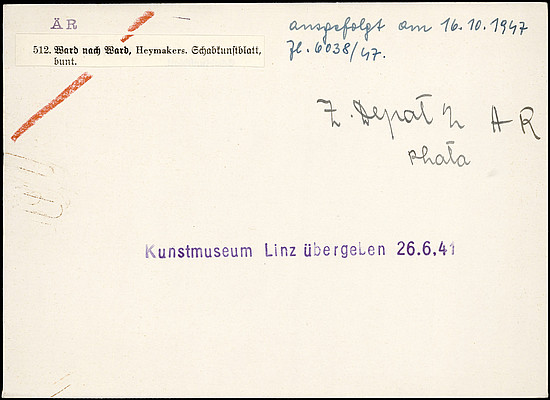 ÄR
512. Ward nach Ward, Heymakers. Schabkunstblatt,
bunt.
ausgefolgt am 16.10.1947
Zl. 6038/47.
Z. Depot Z AR
photo
Kunstmuseum Linz übergeben 26.6.41